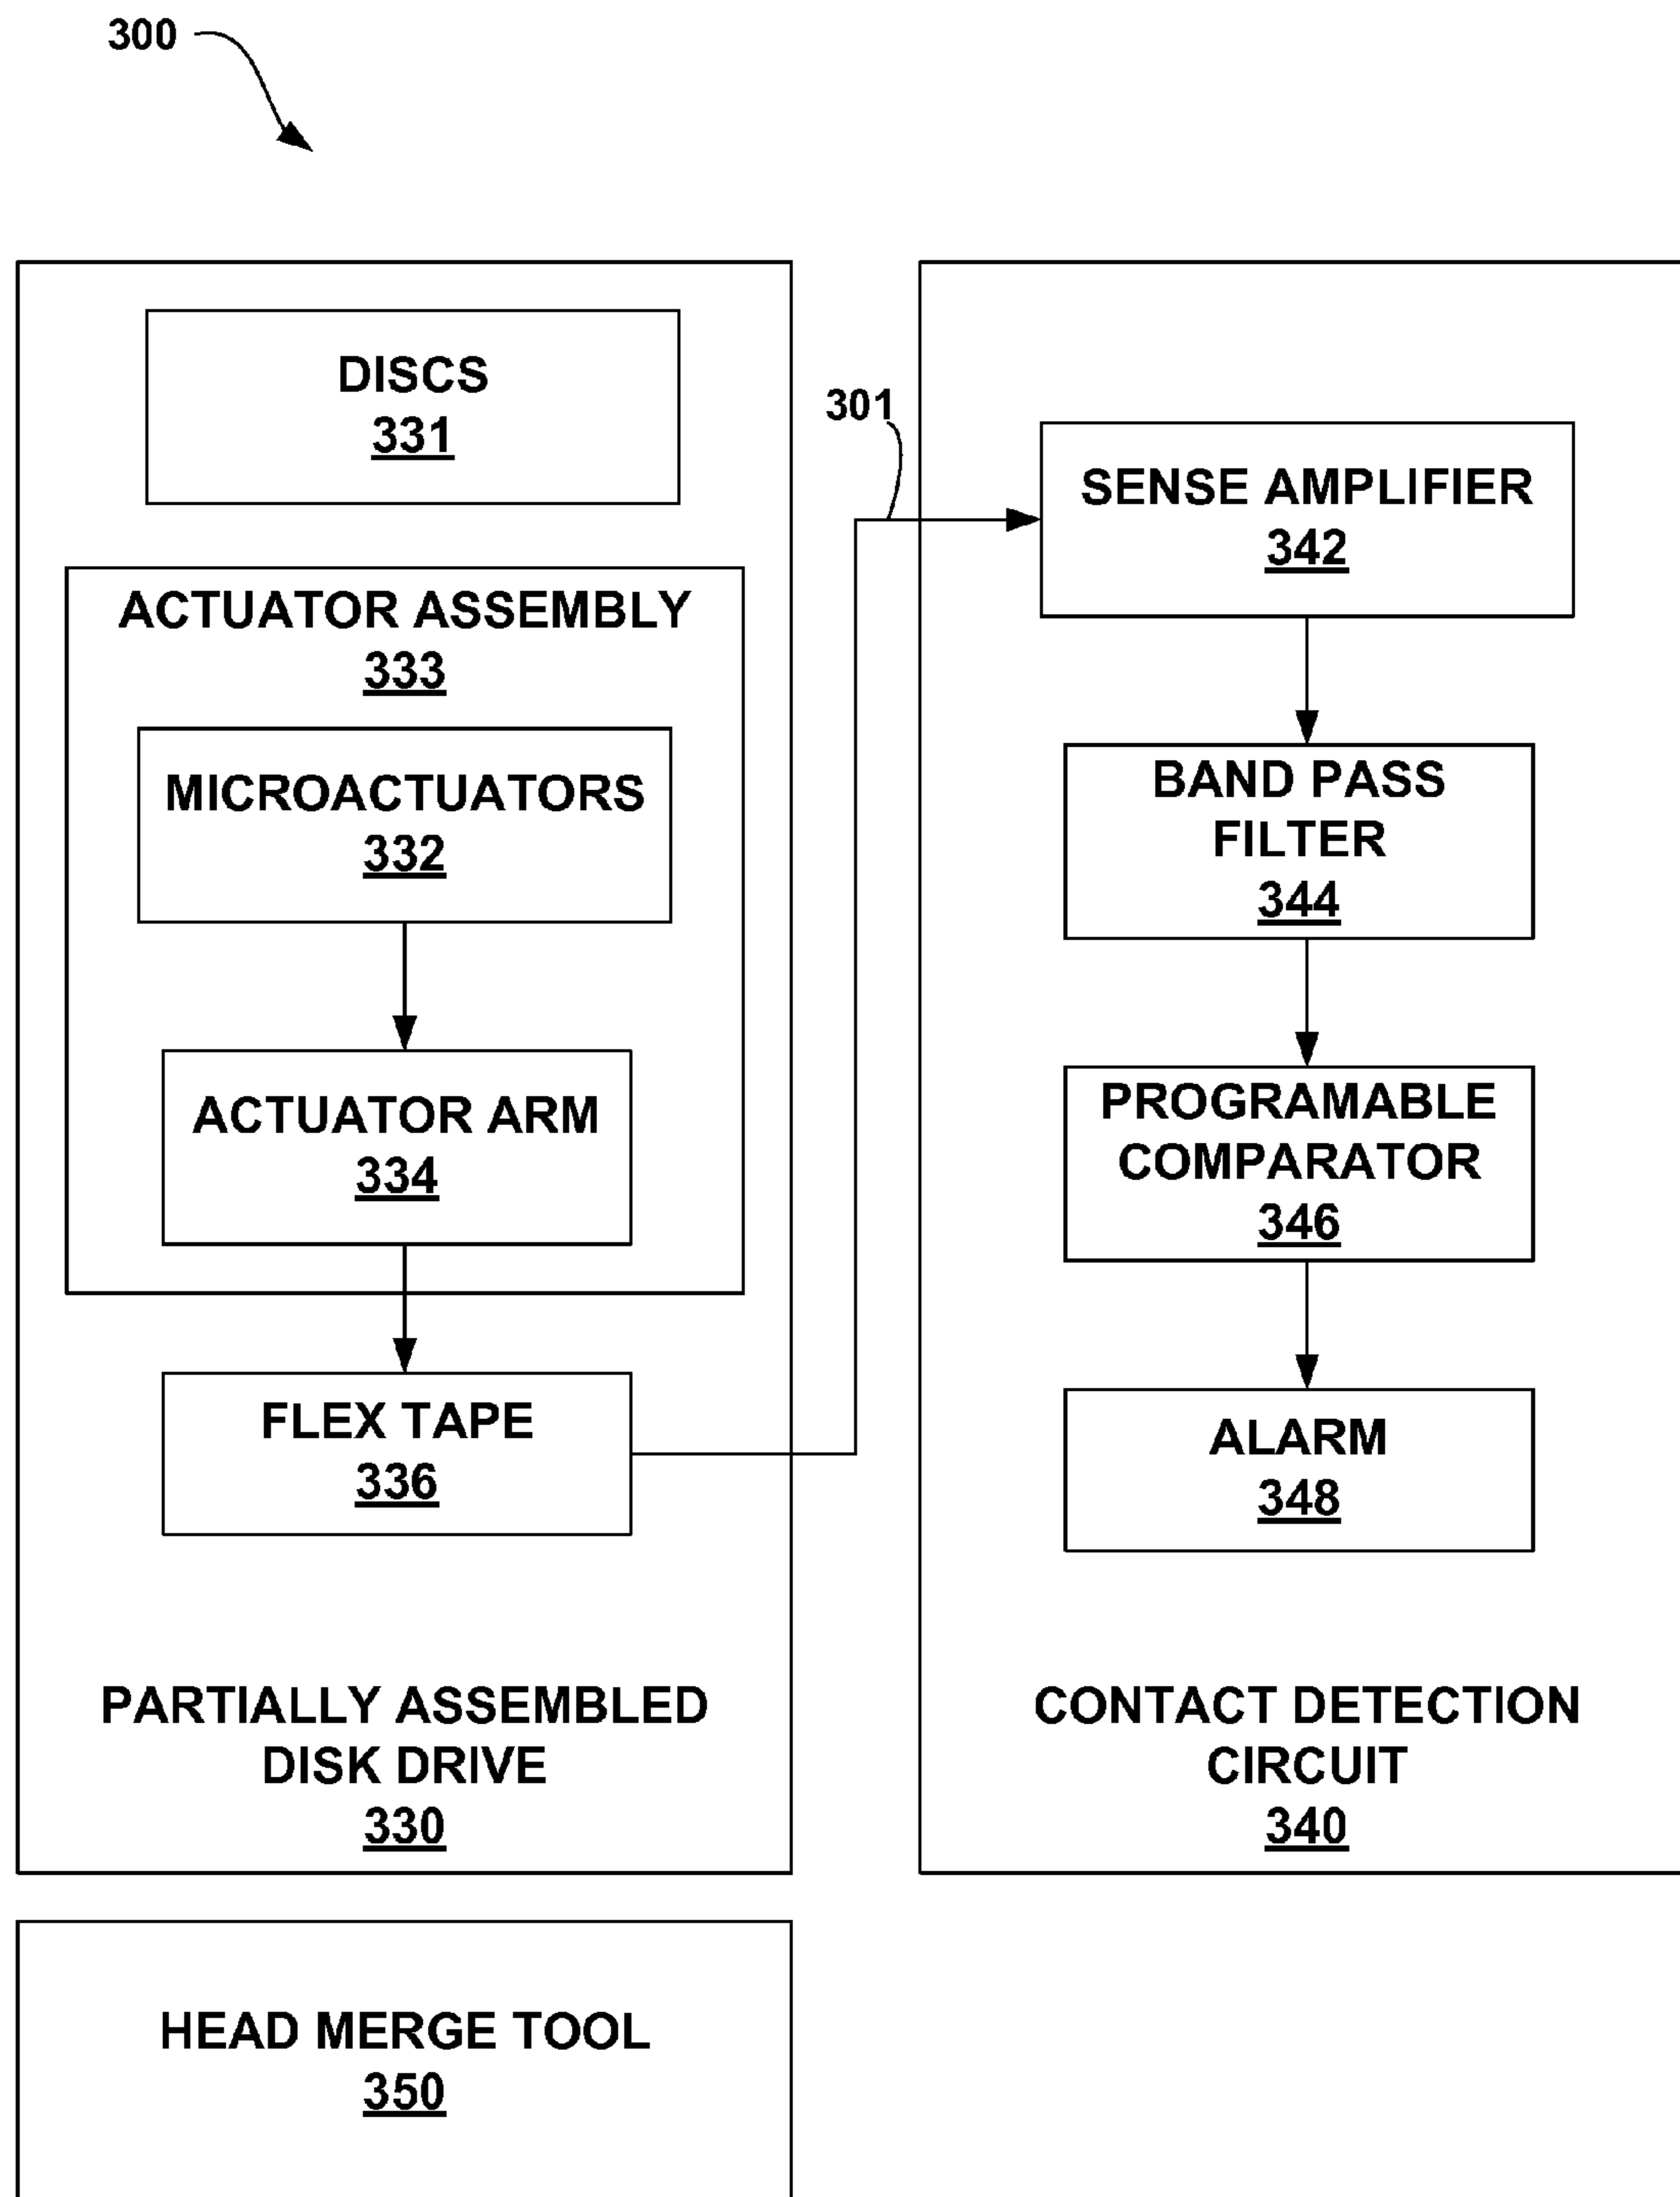 300
DISCS
331
ACTUATOR ASSEMBLY
333
MICROACTUATORS
332
ACTUATOR ARM
334
FLEX TAPE
336
PARTIALLY ASSEMBLED
DISK DRIVE
330
301
SENSE AMPLIFIER
342
BAND PASS
FILTER
344
PROGRAMABLE
COMPARATOR
346
ALARM
348
CONTACT DETECTION
CIRCUIT
340
HEAD MERGE TOOL
350